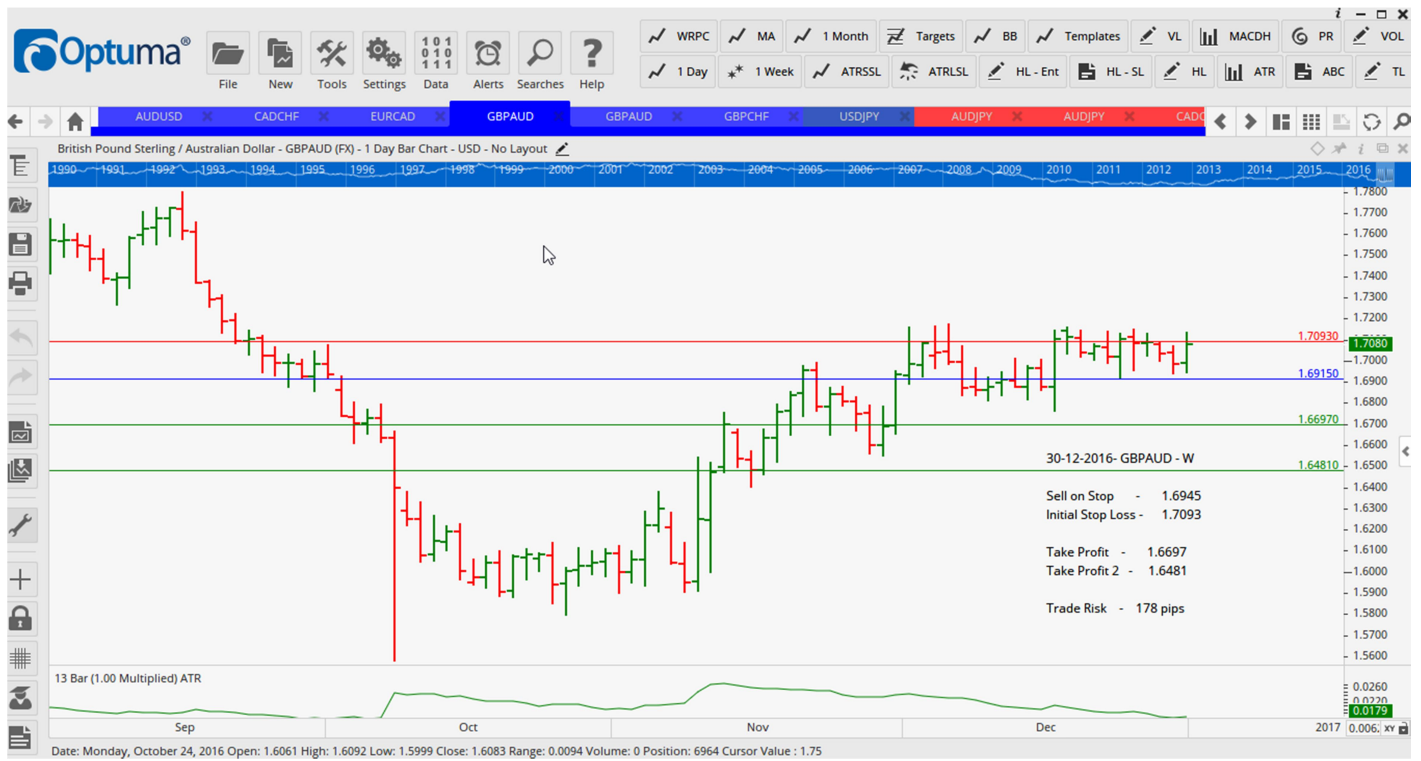 Optuma®
WRPC MA 1 Month Targets BB Templates VL MACDH PR VOL
1 Day 1 Week ATRSSL ATRLSL HL - Ent HL - SL HL ATR ABC TL
File New Tools Settings Data Alerts Searches Help
AUDUSD CADCHF EURCAD GBPAUD GBPAUD GBPCHF USDJPY AUDJPY AUDJPY CADC
British Pound Sterling / Australian Dollar - GBPAUD (FX) - 1 Day Bar Chart - USD - No Layout
1990 1991 1992 1993 1994 1995 1996 1997 1998 1999 2000 2001 2002 2003 2004 2005 2006 2007 2008 2009 2010 2011 2012 2013 2014 2015 2016
1.7800
1.7700
1.7600
1.7500
1.7400
1.7300
1.7200
1.7093O
1.7080
1.7000
1.6915O
1.6900
1.6800
1.6697O
1.6700
1.6600
30-12-2016- GBPAUD - W
1.6481O
1.6500
1.6400
Sell on Stop - 1.6945
Initial Stop Loss - 1.7093
1.6300
1.6200
Take Profit - 1.6697
1.6100
Take Profit 2 - 1.6481
1.6000
1.5900
Trade Risk - 178 pips
1.5800
1.5700
1.5600
13 Bar (1.00 Multiplied) ATR
0.0260
0.0220
0.0179
Sep Oct Nov Dec 2017 0.006 XY
Date: Monday, October 24, 2016 Open: 1.6061 High: 1.6092 Low: 1.5999 Close: 1.6083 Range: 0.0094 Volume: 0 Position: 6964 Cursor Value : 1.75